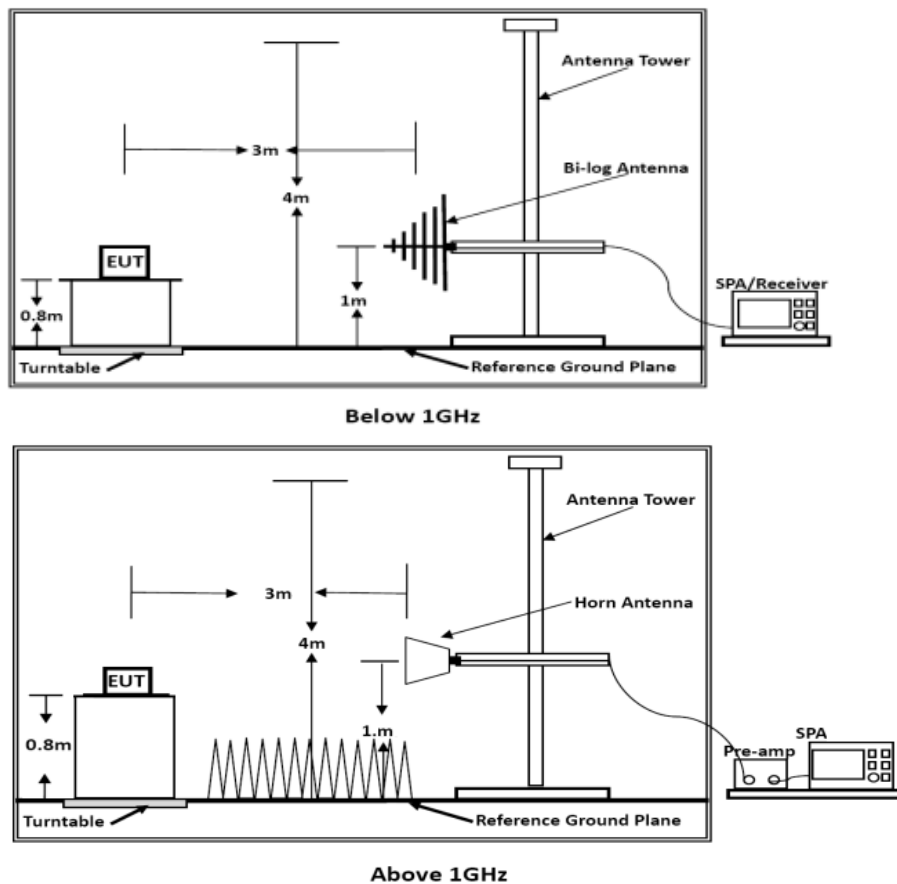 Antenna Tower
3m
Bi-log Antenna
4m
EUT
SPA/Receiver
1m
0.8m
Turntable
Reference Ground Plane
Below 1GHz
Antenna Tower
3m
Horn Antenna
4m
EUT
1.m
SPA
0.8m
Pre-amp
Turntable
Reference Ground Plane
Above 1GHz